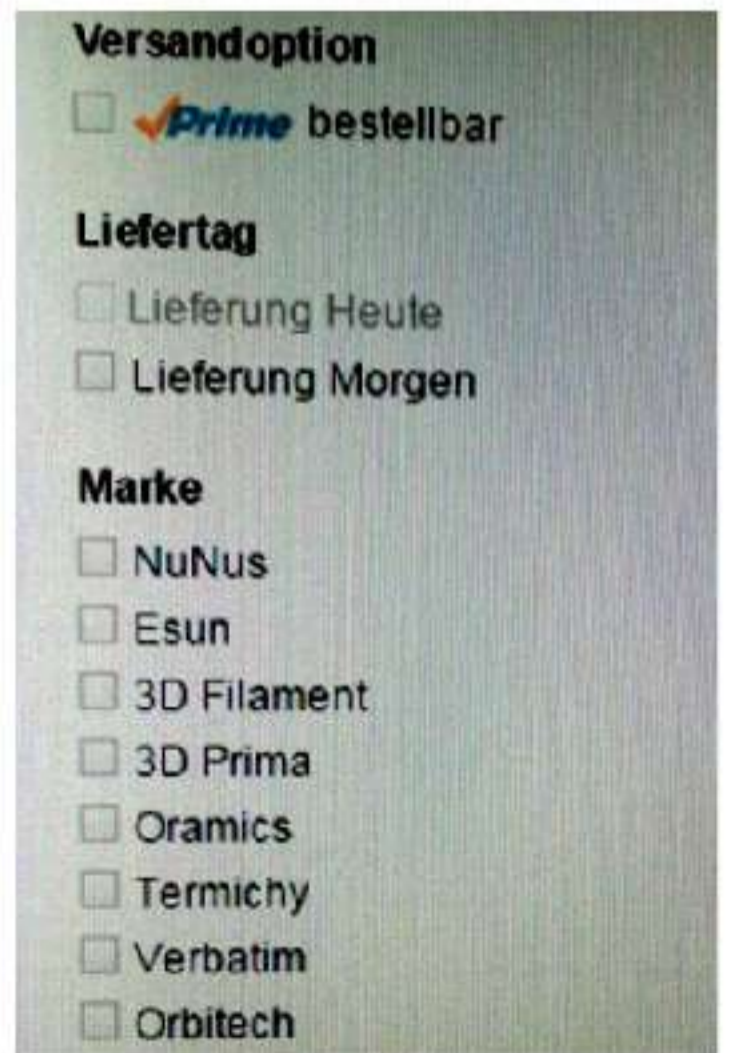 Versandoption
Prime bestellbar
Liefertag
Lieferung Heute
Lieferung Morgen
Marke
NuNus
Esun
3D Filament
3D Prima
Oramics
Termichy
Verbatim
Orbitech